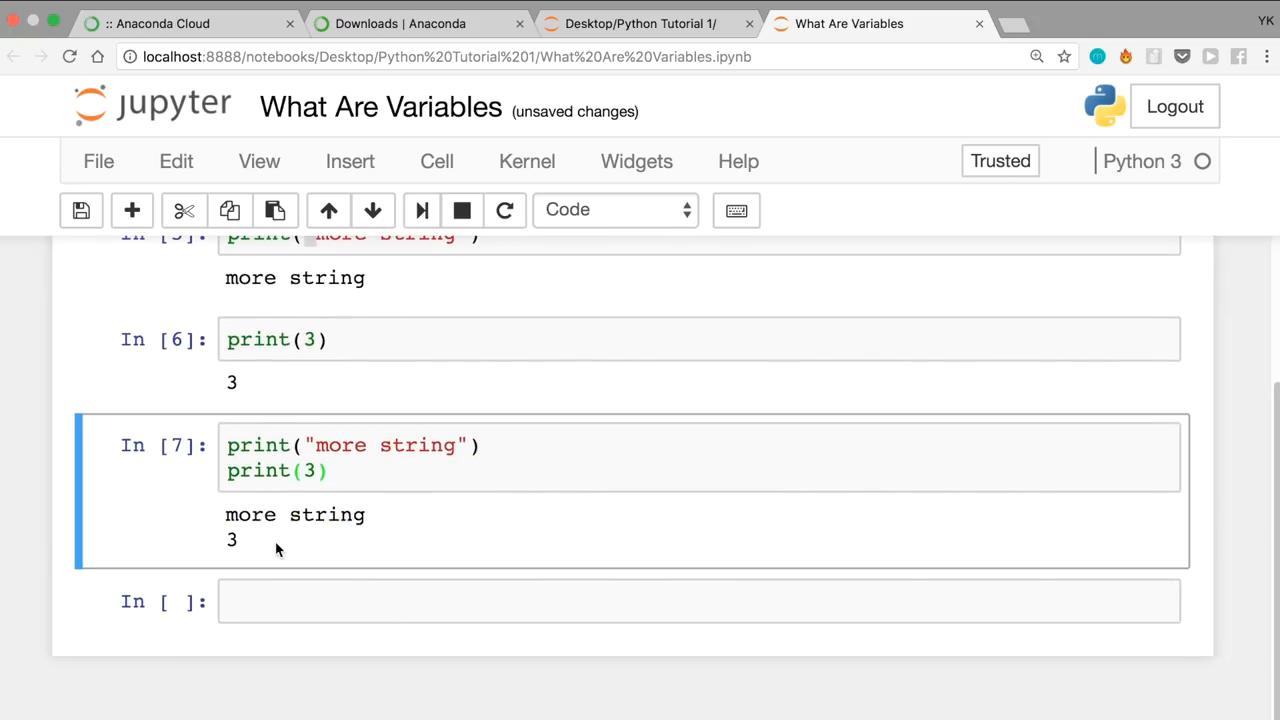 :: Anaconda Cloud
Downloads | Anaconda
Desktop/Python Tutorial 1/
What Are Variables
YK
localhost:8888/notebooks/Desktop/Python%20Tutorial%201/What%20Are%20Variables.ipynb
jupyter What Are Variables (unsaved changes)
Logout
File Edit View Insert Cell Kernel Widgets Help Trusted Python 3
Code
In [5]: print("more string")
more string
In [6]: print(3)
3
In [7]: print("more string")
print(3)
more string
3
In [ ]: